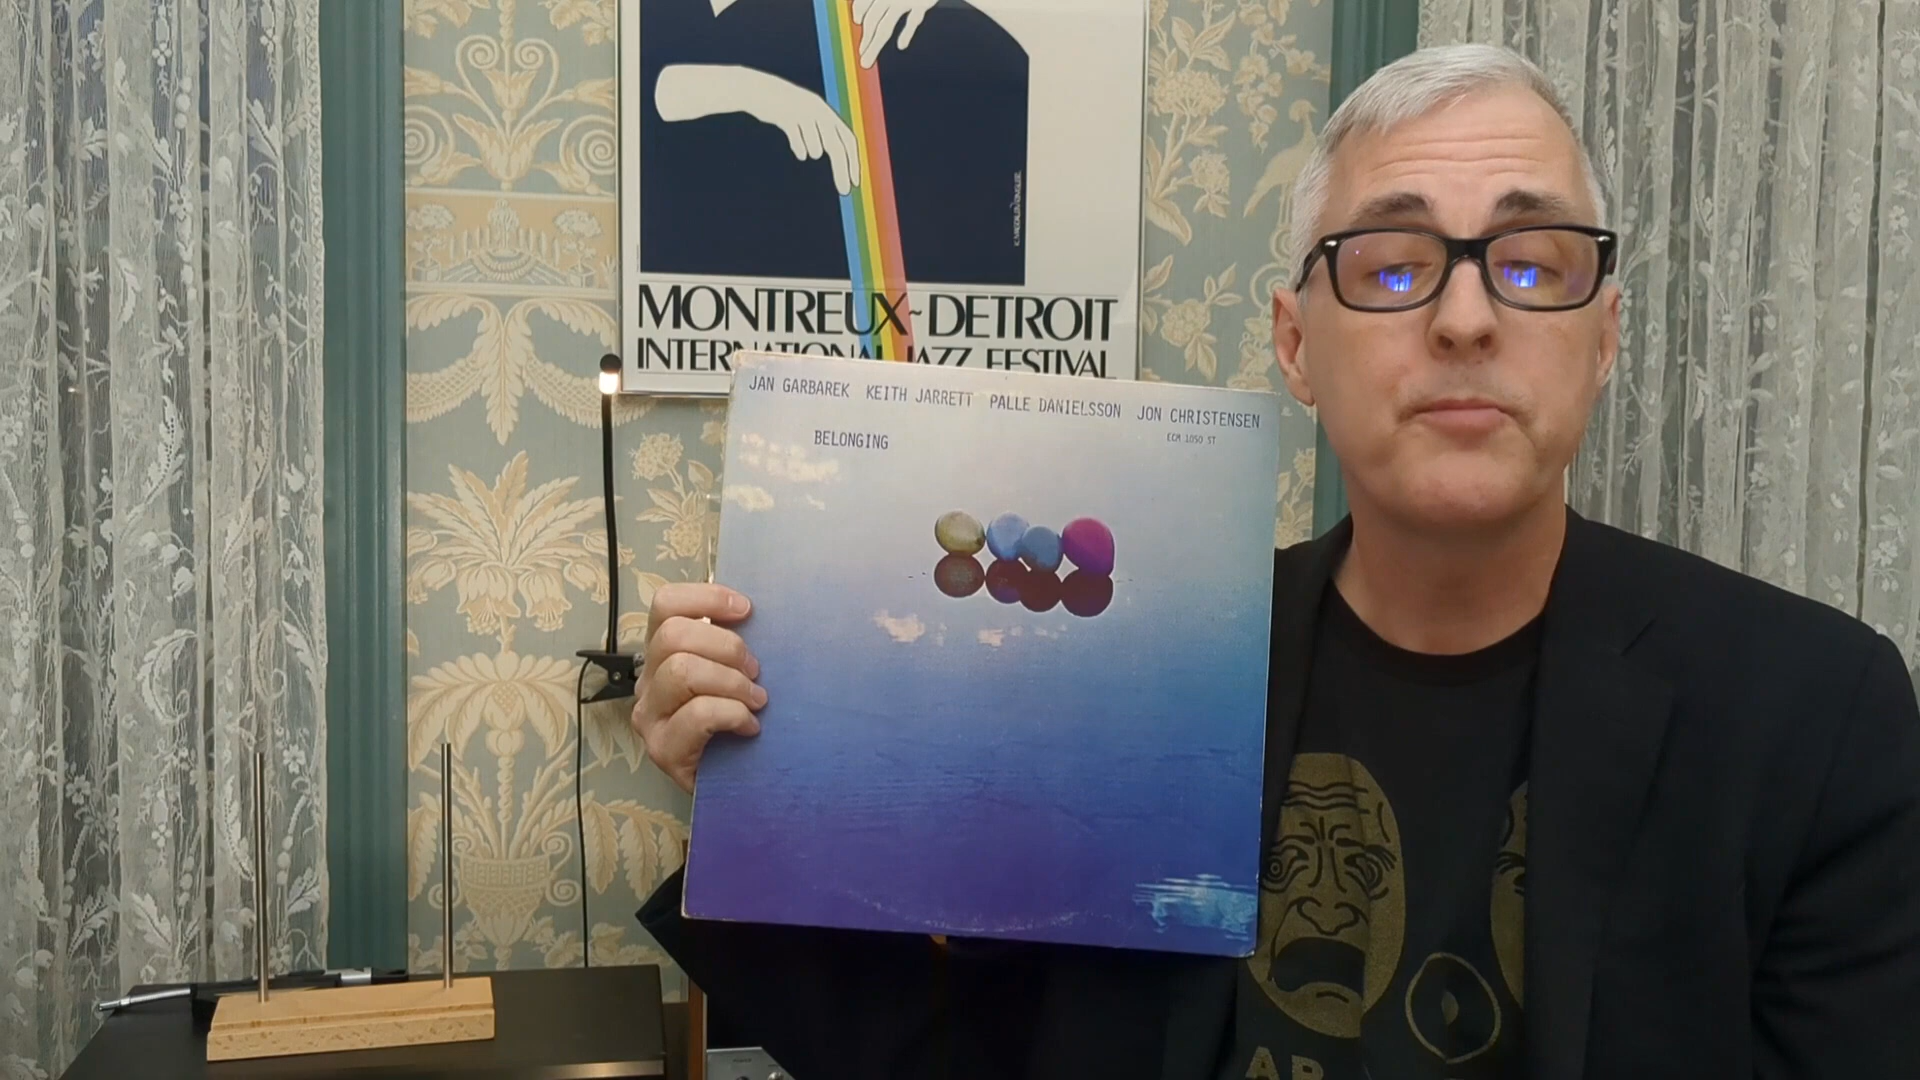 MONTREUX~DETROIT
INTERNATIONAL JAZZ FESTIVAL
JAN GARBAREK KEITH JARRETT PALLE DANIELSSON JON CHRISTENSEN
BELONGING
ECM 1050 ST